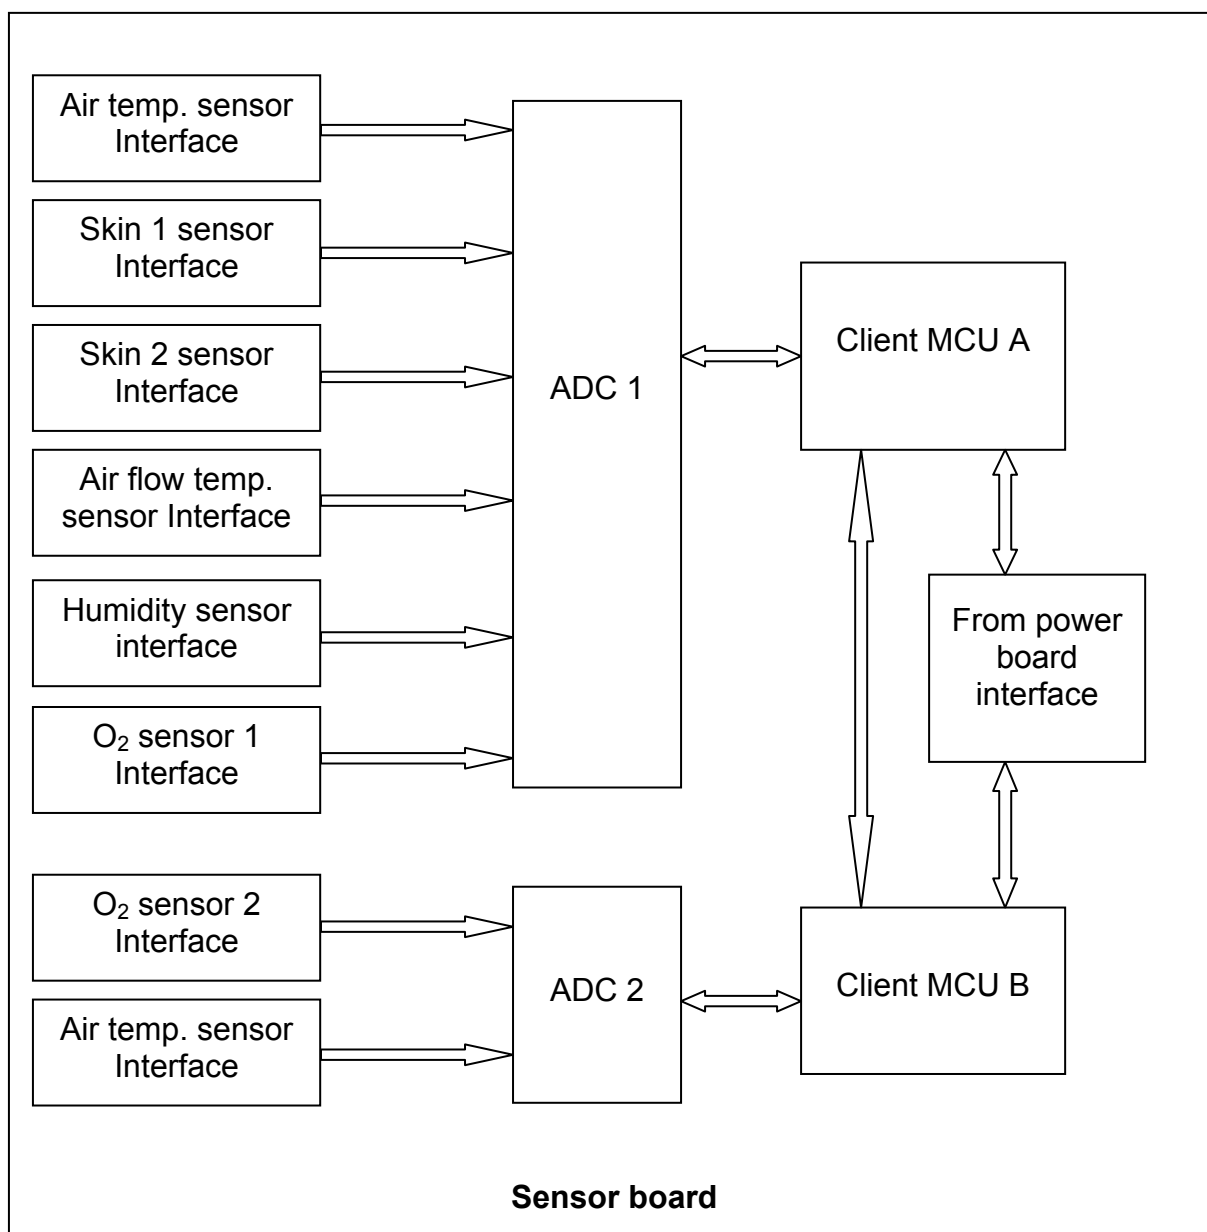 Air temp. sensor
Interface
Skin 1 sensor
Interface
Skin 2 sensor
Interface
Air flow temp.
sensor Interface
Humidity sensor
interface
O₂ sensor 1
Interface
ADC 1
Client MCU A
From power
board
interface
O₂ sensor 2
Interface
Air temp. sensor
Interface
ADC 2
Client MCU B
Sensor board